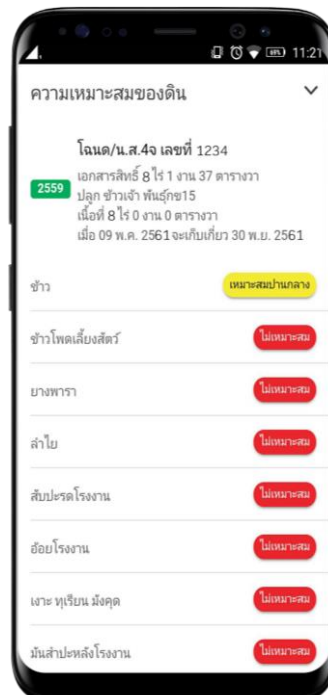 11:21
ความเหมาะสมของดิน
โฉนด/น.ส.4จ เลขที่ 1234
เอกสารสิทธิ์ 8 ไร่ 1 งาน 37 ตารางวา
2559
ปลูก ข้าวเจ้า พันธุ์กข15
เนื้อที่ 8 ไร่ 0 งาน 0 ตารางวา
เมื่อ 09 พ.ค. 2561จะเก็บเกี่ยว 30 พ.ย. 2561
ข้าว เหมาะสมปานกลาง
ข้าวโพดเลี้ยงสัตว์ ไม่เหมาะสม
ยางพารา ไม่เหมาะสม
ลำไย ไม่เหมาะสม
สับปะรดโรงงาน ไม่เหมาะสม
อ้อยโรงงาน ไม่เหมาะสม
เงาะ ทุเรียน มังคุด ไม่เหมาะสม
มันสำปะหลังโรงงาน ไม่เหมาะสม